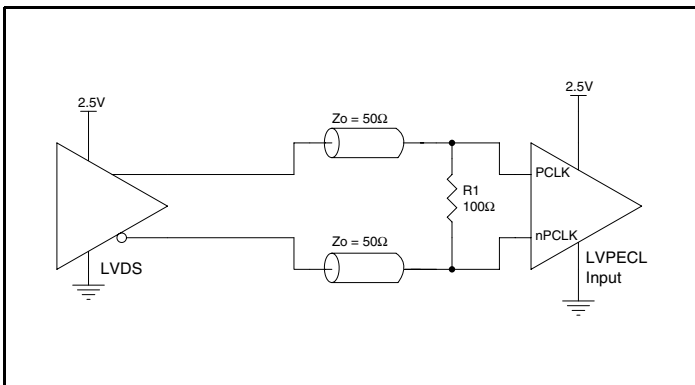 2.5V
2.5V
Zo = 50Ω
PCLK
R1
100Ω
nPCLK
Zo = 50Ω
LVDS
LVPECL
Input